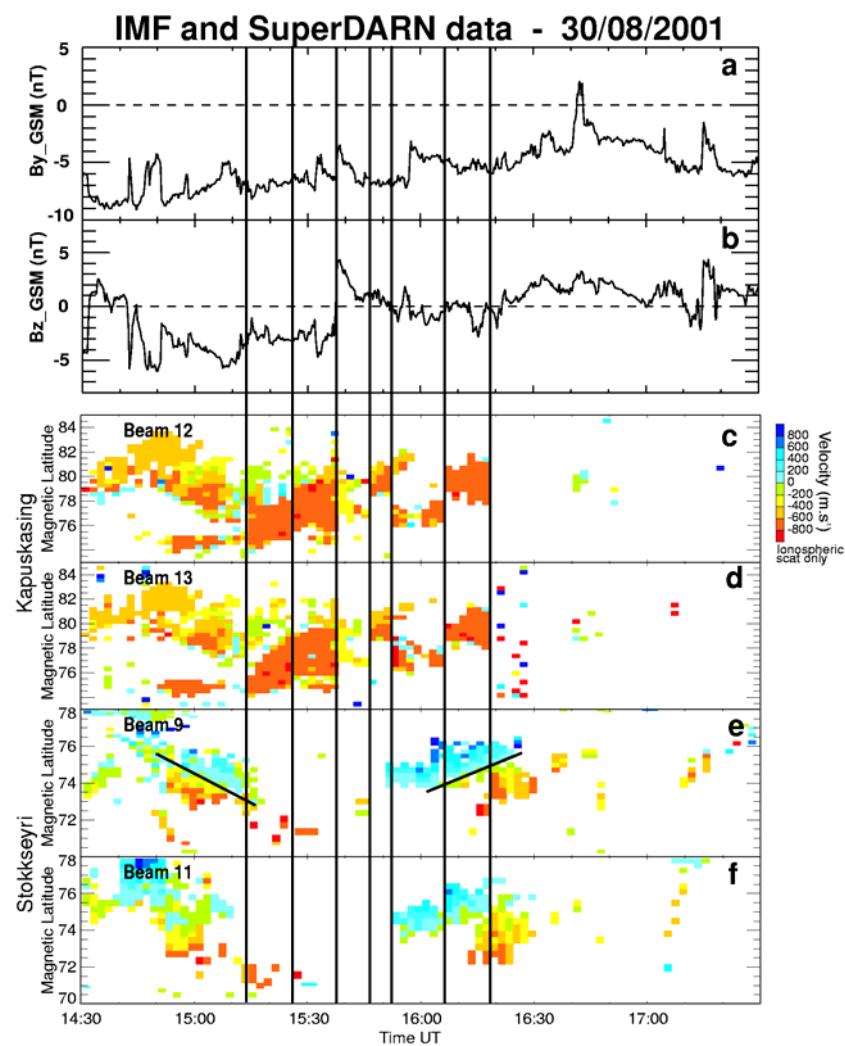 IMF and SuperDARN data - 30/08/2001
5
0
-5
-10
By_GSM (nT)
a
5
0
-5
Bz_GSM (nT)
b
Kapuskasing
84
82
80
78
76
Magnetic Latitude
Beam 12
c
84
82
80
78
76
Magnetic Latitude
Beam 13
d
800
600
400
200
0
-200
-400
-600
-800
Velocity (m.s⁻¹)
Ionospheric
scat only
Stokkseyri
78
76
74
72
Magnetic Latitude
Beam 9
e
78
76
74
72
70
Magnetic Latitude
Beam 11
f
14:30 15:00 15:30 16:00 16:30 17:00
Time UT